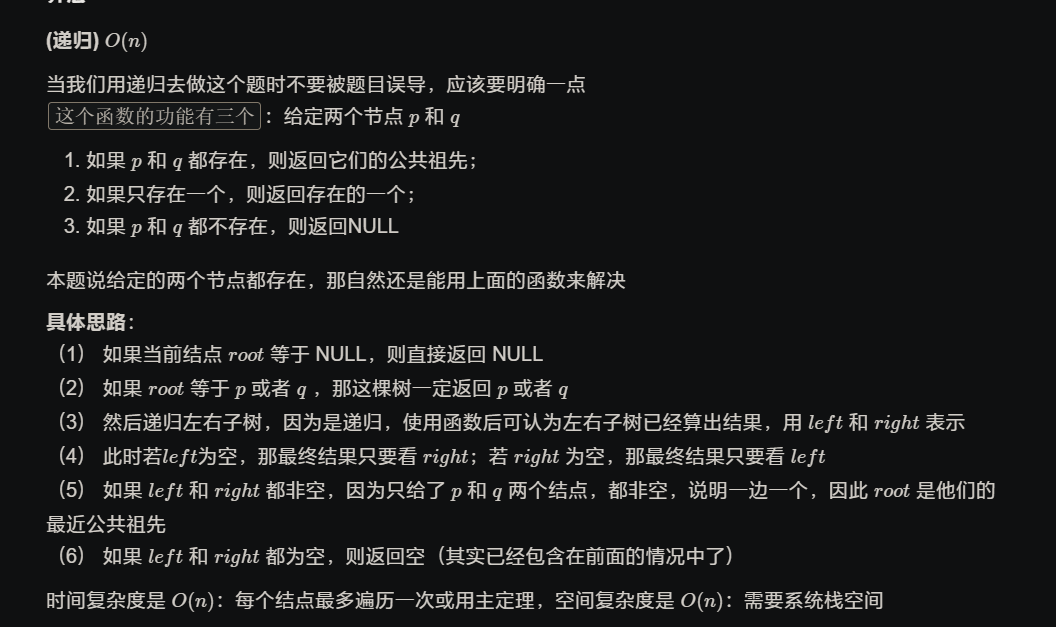 (递归) O(n)
当我们用递归去做这个题时不要被题目误导，应该要明确一点
这个函数的功能有三个：给定两个节点 p 和 q
1. 如果 p 和 q 都存在，则返回它们的公共祖先；
2. 如果只存在一个，则返回存在的一个；
3. 如果 p 和 q 都不存在，则返回NULL
本题说给定的两个节点都存在，那自然还是能用上面的函数来解决
具体思路：
（1） 如果当前结点 root 等于 NULL，则直接返回 NULL
（2） 如果 root 等于 p 或者 q ，那这棵树一定返回 p 或者 q
（3） 然后递归左右子树，因为是递归，使用函数后可认为左右子树已经算出结果，用 left 和 right 表示
（4） 此时若left为空，那最终结果只要看 right；若 right 为空，那最终结果只要看 left
（5） 如果 left 和 right 都非空，因为只给了 p 和 q 两个结点，都非空，说明一边一个，因此 root 是他们的
最近公共祖先
（6） 如果 left 和 right 都为空，则返回空（其实已经包含在前面的情况中了）
时间复杂度是 O(n)：每个结点最多遍历一次或用主定理，空间复杂度是 O(n)：需要系统栈空间